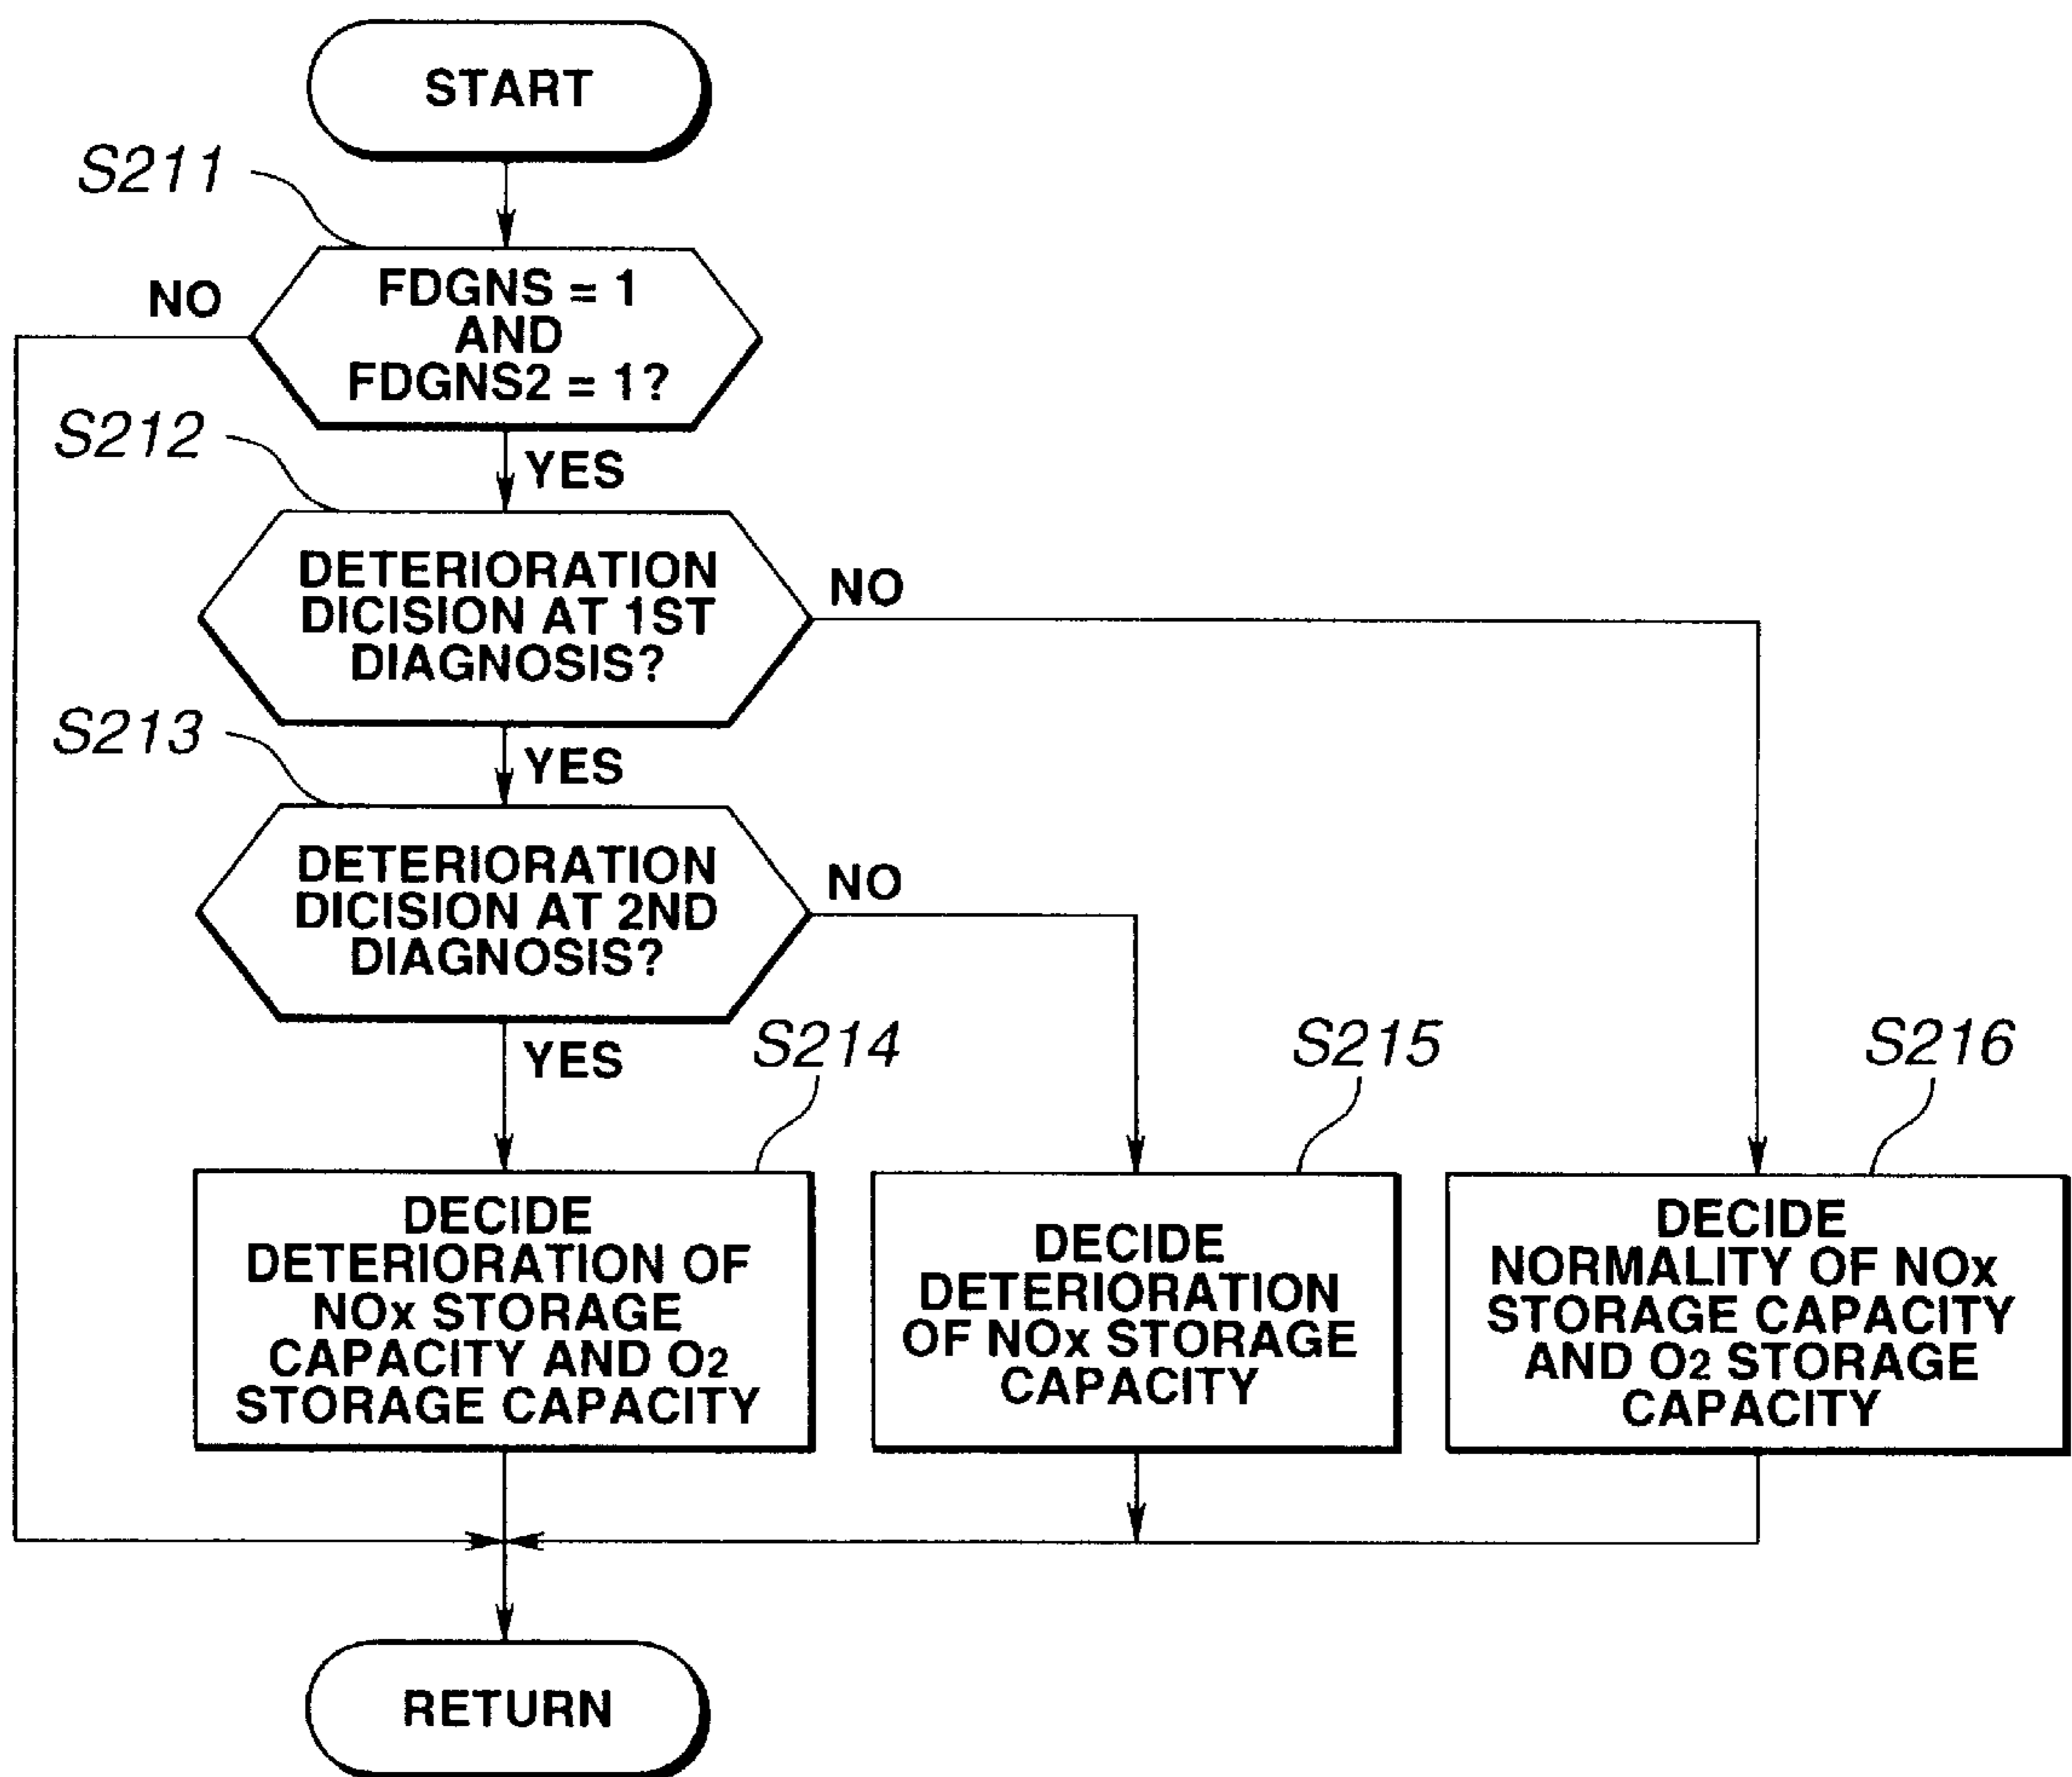 START
S211
NO
FDGNS = 1
AND
FDGNS2 = 1?
S212
YES
DETERIORATION
DICISION AT 1ST
DIAGNOSIS?
NO
S213
YES
DETERIORATION
DICISION AT 2ND
DIAGNOSIS?
NO
YES
S214
S215
S216
DECIDE
DETERIORATION OF
NOx STORAGE
CAPACITY AND O2
STORAGE CAPACITY
DECIDE
DETERIORATION
OF NOx STORAGE
CAPACITY
DECIDE
NORMALITY OF NOx
STORAGE CAPACITY
AND O2 STORAGE
CAPACITY
RETURN